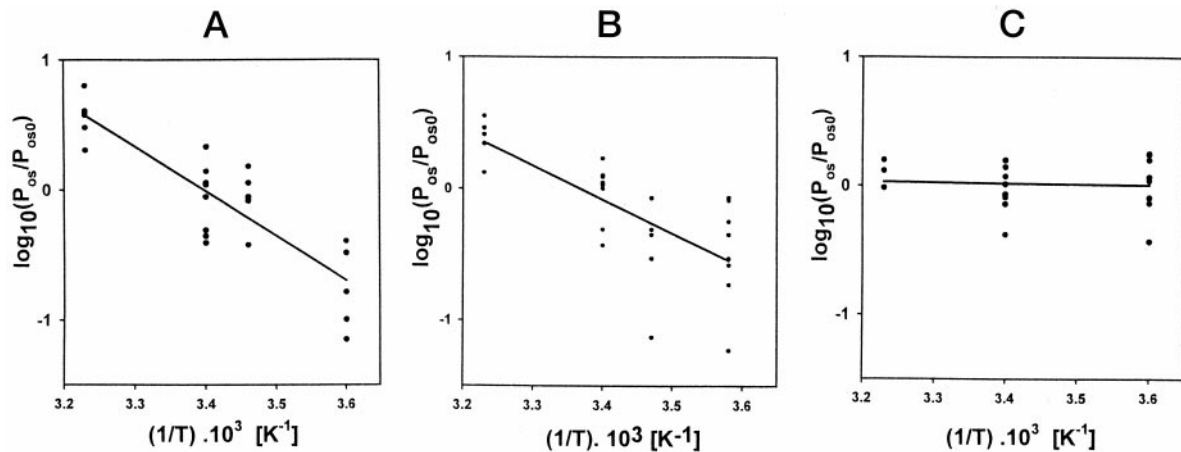 A
1
0
-1
log10(Pos/Pos0)
3.2 3.3 3.4 3.5 3.6
(1/T) .10³ [K⁻¹]
B
1
0
-1
log10(Pos/Pos0)
3.2 3.3 3.4 3.5 3.6
(1/T). 10³ [K-¹]
C
1
0
-1
log10(Pos/Pos0)
3.2 3.3 3.4 3.5 3.6
(1/T) .10³ [K⁻¹]